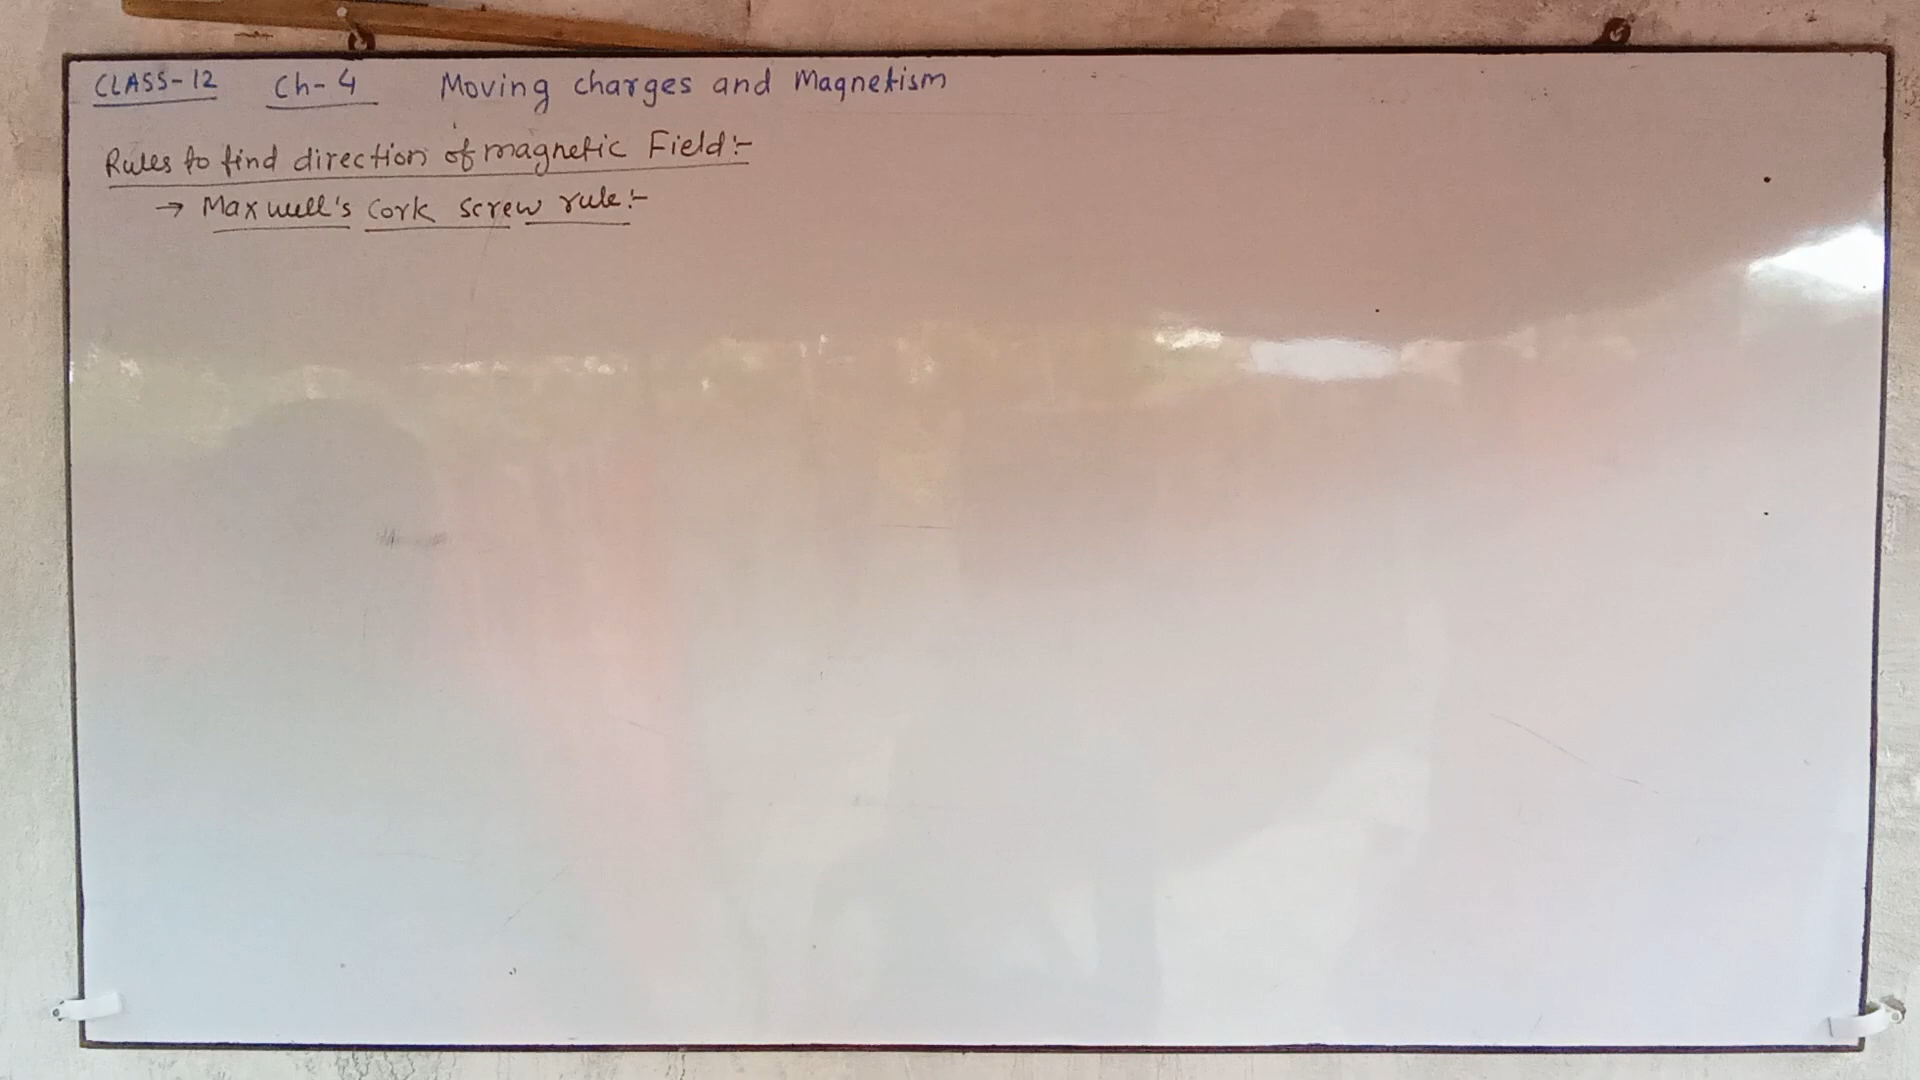 CLASS-12 Ch-4 Moving charges and Magnetism
Rules to find direction of magnetic Field:-
→ Maxwell's Cork screw rule:-